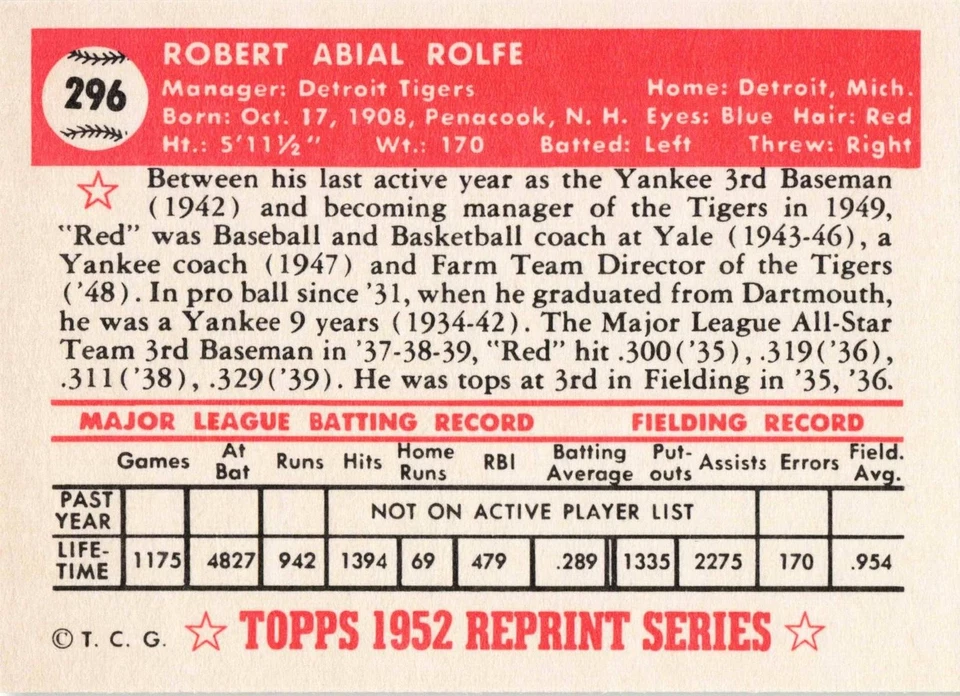 296
ROBERT ABIAL ROLFE
Manager: Detroit Tigers Home: Detroit, Mich.
Born: Oct. 17, 1908, Penacook, N. H. Eyes: Blue Hair: Red
Ht.: 5'11½" Wt.: 170 Batted: Left Threw: Right
Between his last active year as the Yankee 3rd Baseman
(1942) and becoming manager of the Tigers in 1949,
"Red" was Baseball and Basketball coach at Yale (1943-46), a
Yankee coach (1947) and Farm Team Director of the Tigers
('48). In pro ball since '31, when he graduated from Dartmouth,
he was a Yankee 9 years (1934-42). The Major League All-Star
Team 3rd Baseman in '37-38-39, "Red" hit .300('35), .319('36),
.311('38), .329('39). He was tops at 3rd in Fielding in '35, '36.
MAJOR LEAGUE BATTING RECORD FIELDING RECORD
Games At Bat Runs Hits Home Runs RBI Batting Average Put-outs Assists Errors Field. Avg.
PAST YEAR NOT ON ACTIVE PLAYER LIST
LIFE-TIME 1175 4827 942 1394 69 479 .289 1335 2275 170 .954
© T. C. G. TOPPS 1952 REPRINT SERIES